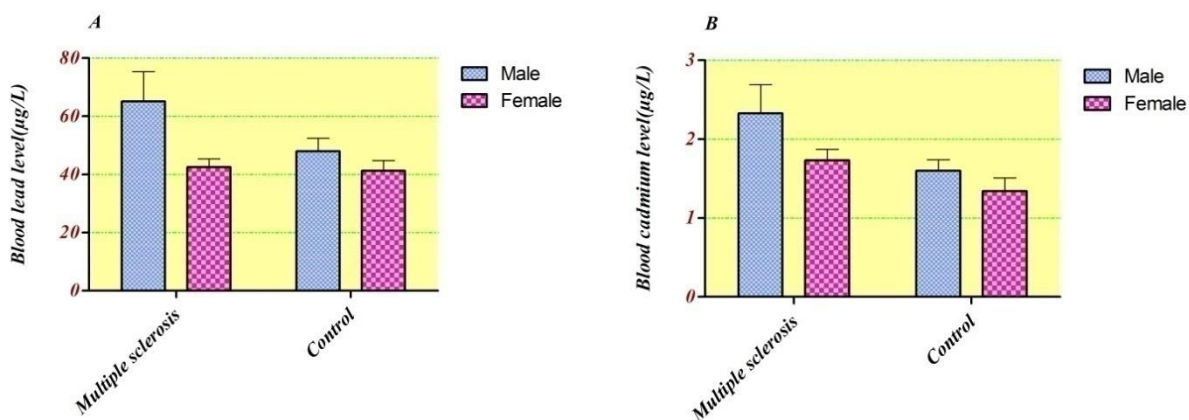 A
Blood lead level(µg/L)
80
60
40
20
0
Multiple sclerosis
Control
Male
Female
B
Blood cadmium level(µg/L)
3
2
1
0
Multiple sclerosis
Control
Male
Female